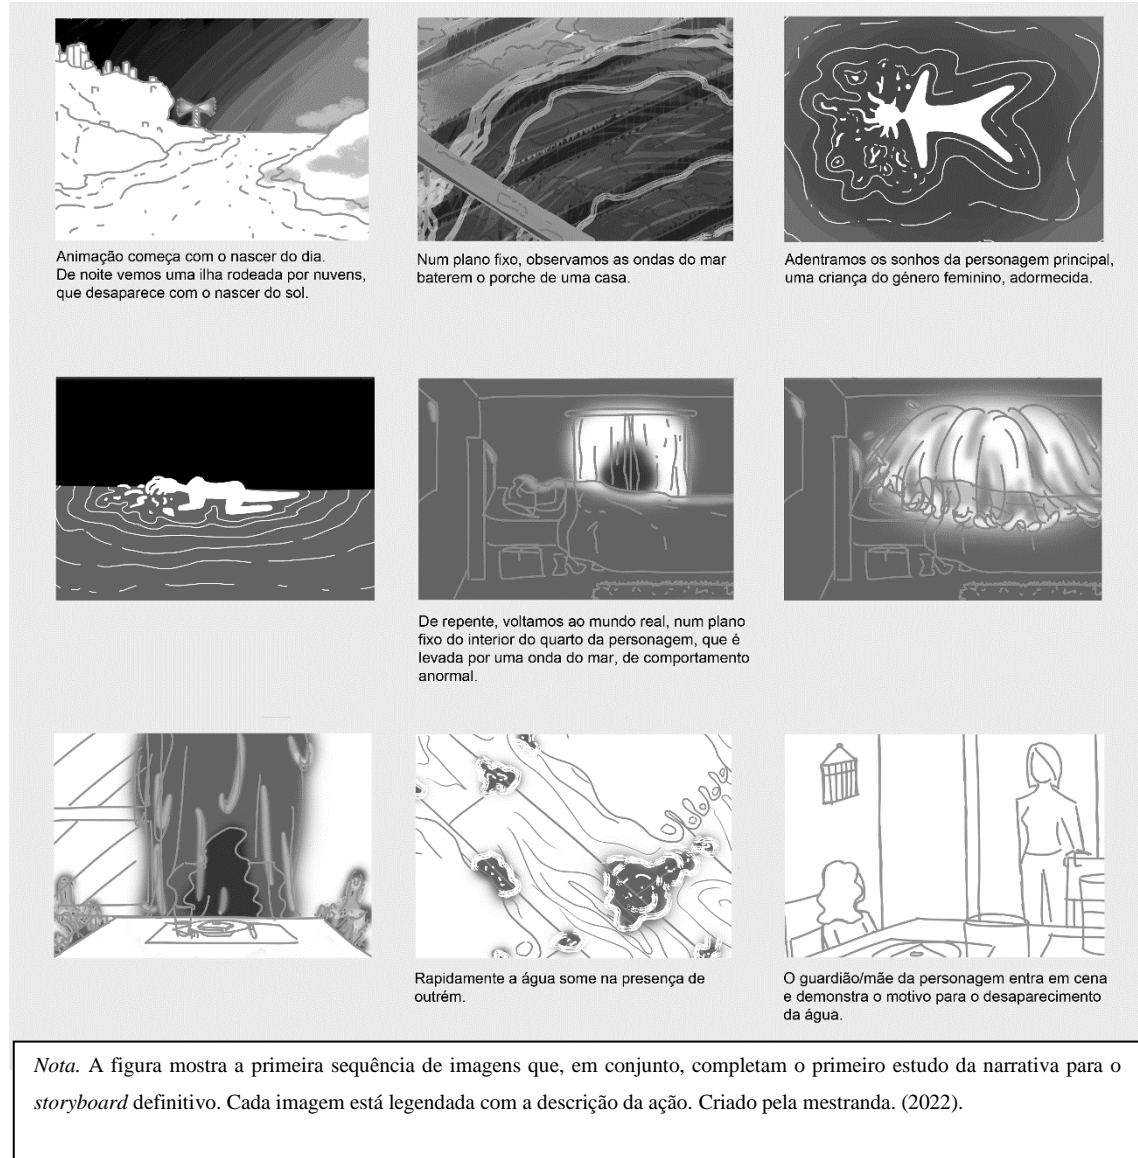 Animação começa com o nascer do dia.
De noite vemos uma ilha rodeada por nuvens,
que desaparece com o nascer do sol.
Num plano fixo, observamos as ondas do mar
baterem o porche de uma casa.
Adentramos os sonhos da personagem principal,
uma criança do género feminino, adormecida.
De repente, voltamos ao mundo real, num plano
fixo do interior do quarto da personagem, que é
levada por uma onda do mar, de comportamento
anormal.
Rapidamente a água some na presença de
outrém.
O guardião/mãe da personagem entra em cena
e demonstra o motivo para o desaparecimento
da água.
Nota. A figura mostra a primeira sequência de imagens que, em conjunto, completam o primeiro estudo da narrativa para o
storyboard definitivo. Cada imagem está legendada com a descrição da ação. Criado pela mestranda. (2022).